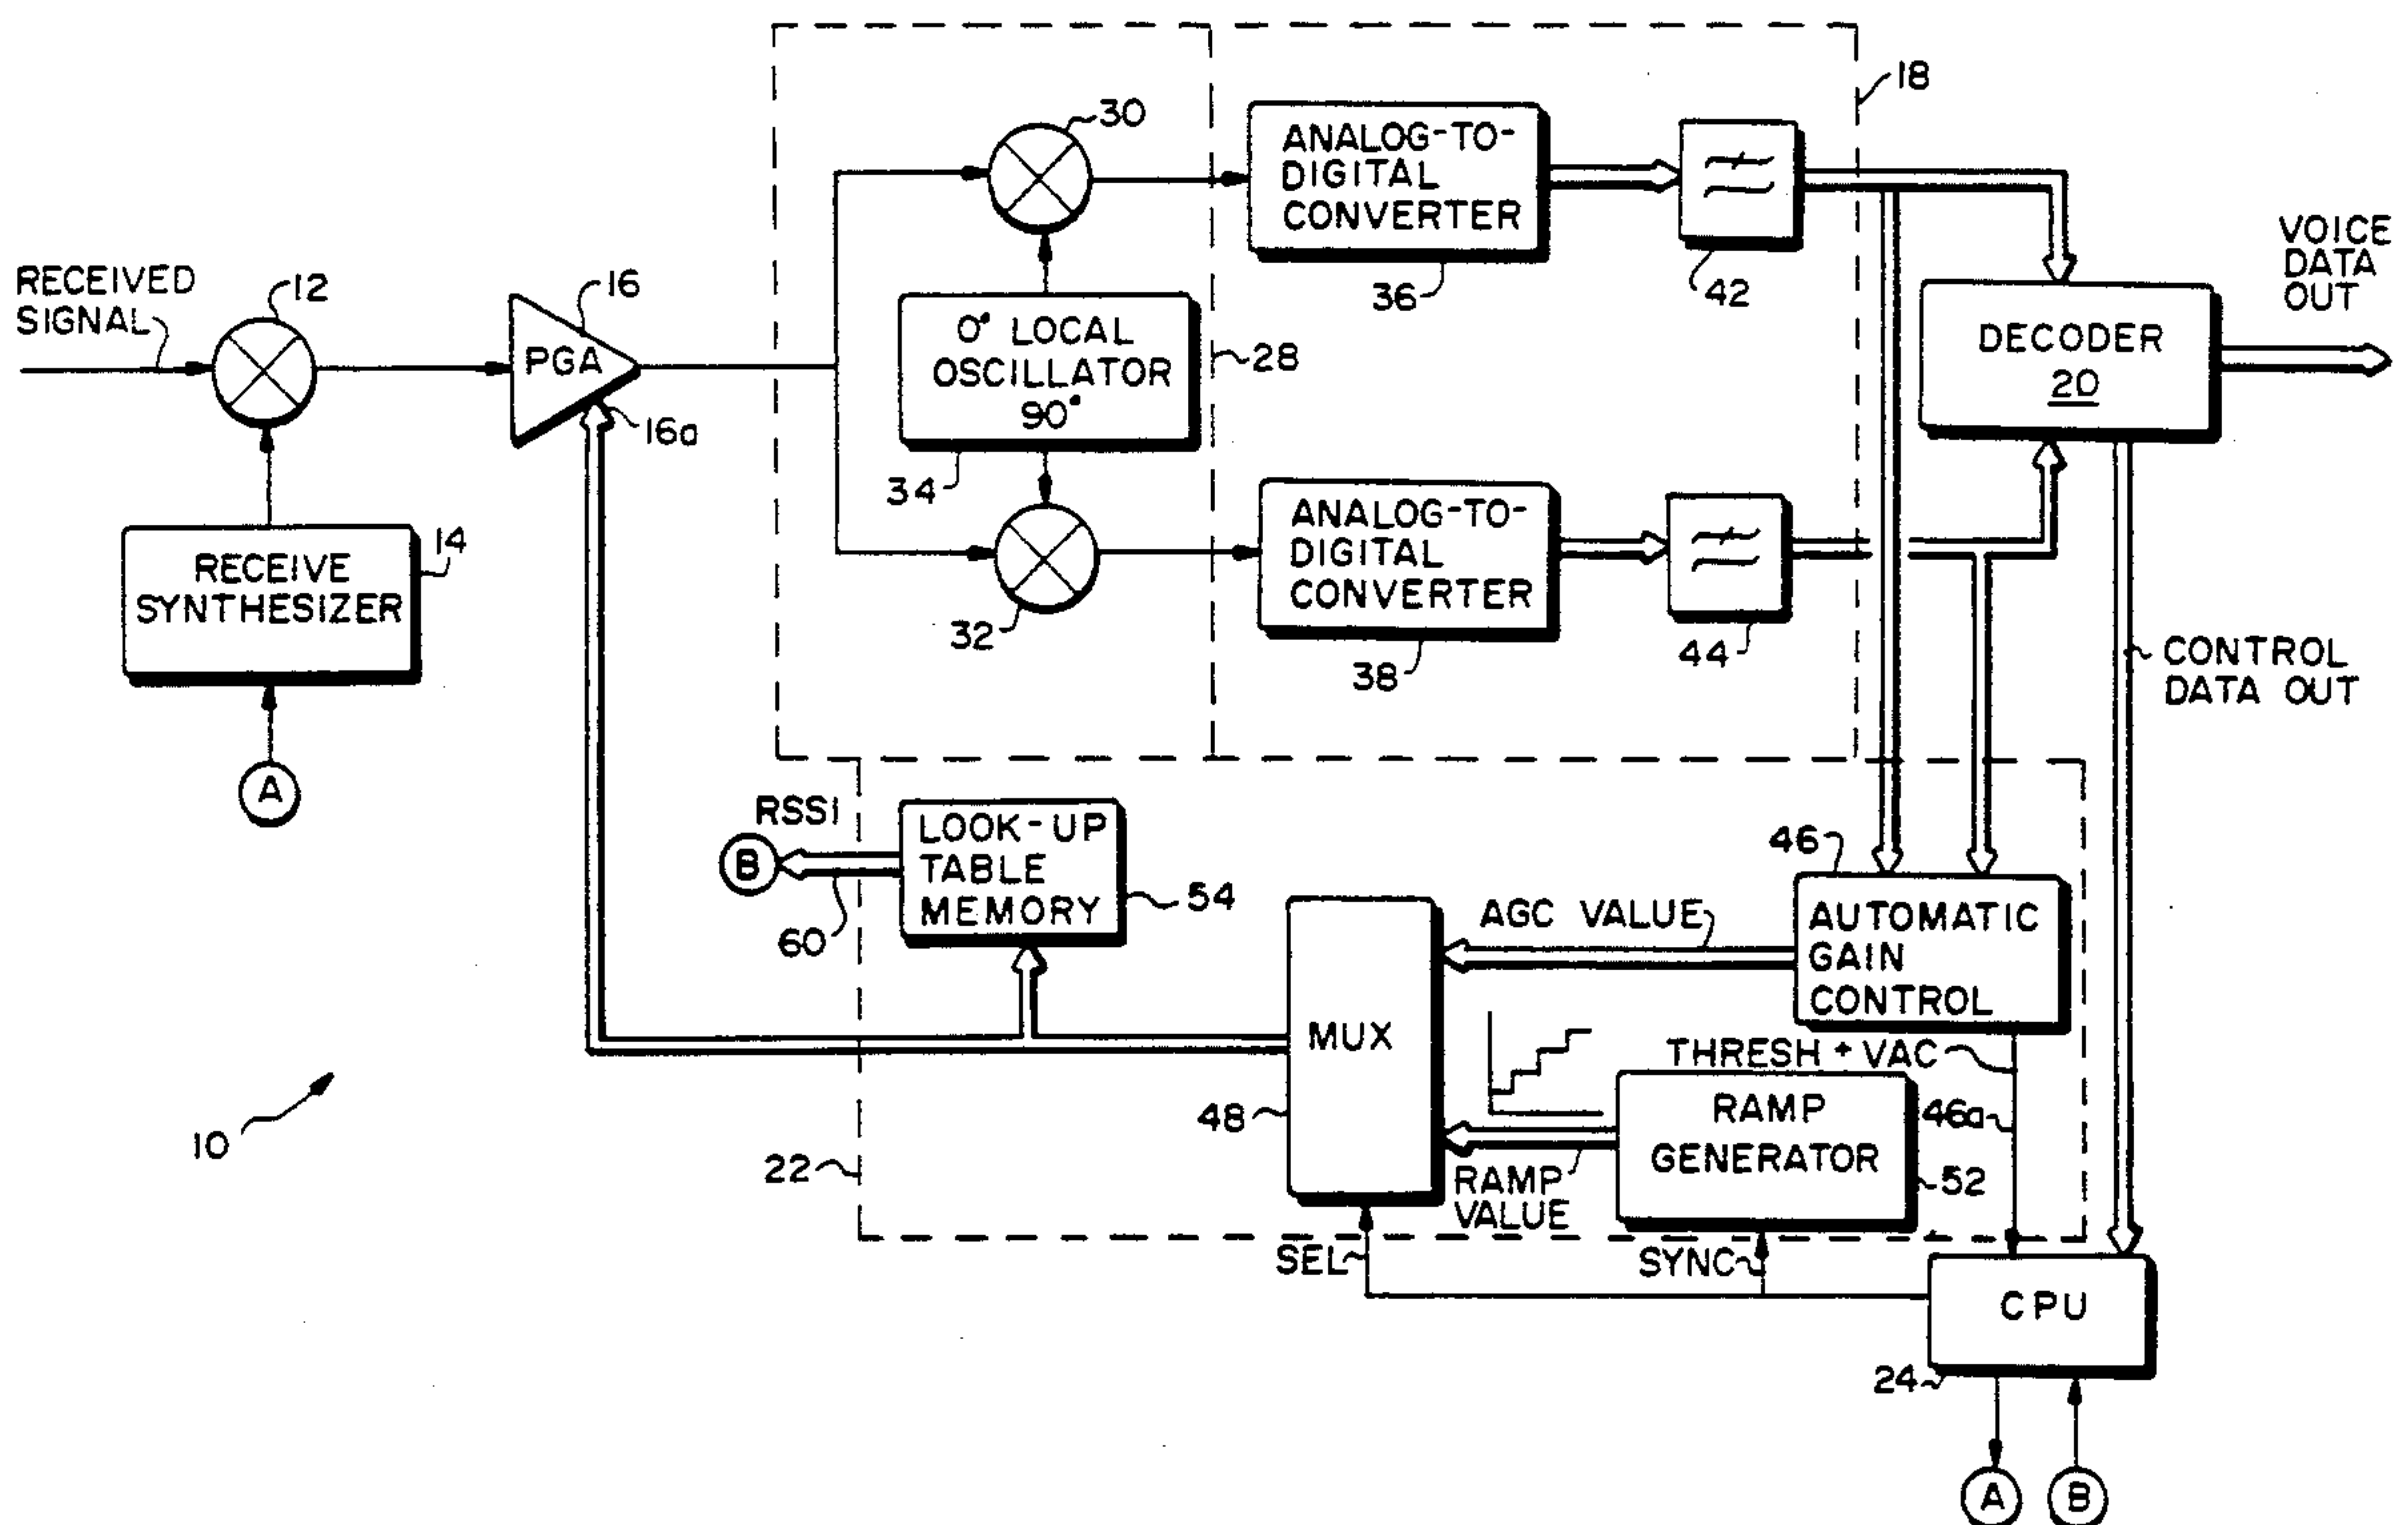 18
30
ANALOG-TO-
DIGITAL
CONVERTER
36
42
VOICE
DATA
OUT
RECEIVED
SIGNAL
12
16
PGA
16a
0° LOCAL
OSCILLATOR
90°
28
34
DECODER
20
RECEIVE
SYNTHESIZER
14
ANALOG-TO-
DIGITAL
CONVERTER
32
38
44
CONTROL
DATA OUT
A
RSSI
B
LOOK-UP
TABLE
MEMORY
54
60
46
AUTOMATIC
GAIN
CONTROL
AGC VALUE
MUX
THRESH + VAC
46a
RAMP
GENERATOR
52
48
RAMP
VALUE
10
22
SEL
SYNC
CPU
24
A
B